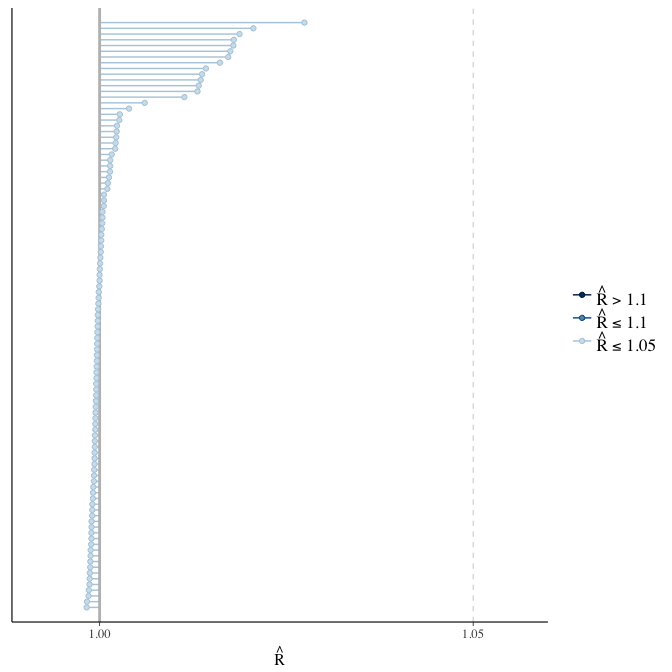 R̂ > 1.1
R̂ ≤ 1.1
R̂ ≤ 1.05
1.00 1.05
R̂